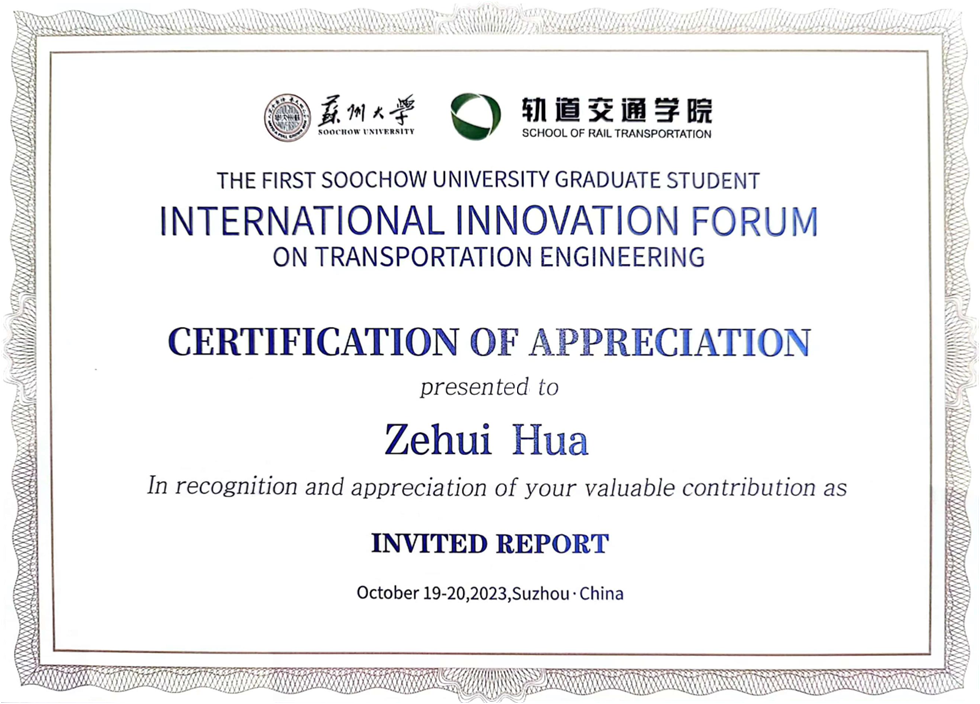 蘇州大學
SOOCHOW UNIVERSITY
轨道交通学院
SCHOOL OF RAIL TRANSPORTATION
THE FIRST SOOCHOW UNIVERSITY GRADUATE STUDENT
INTERNATIONAL INNOVATION FORUM
ON TRANSPORTATION ENGINEERING
CERTIFICATION OF APPRECIATION
presented to
Zehui Hua
In recognition and appreciation of your valuable contribution as
INVITED REPORT
October 19-20,2023,Suzhou·China